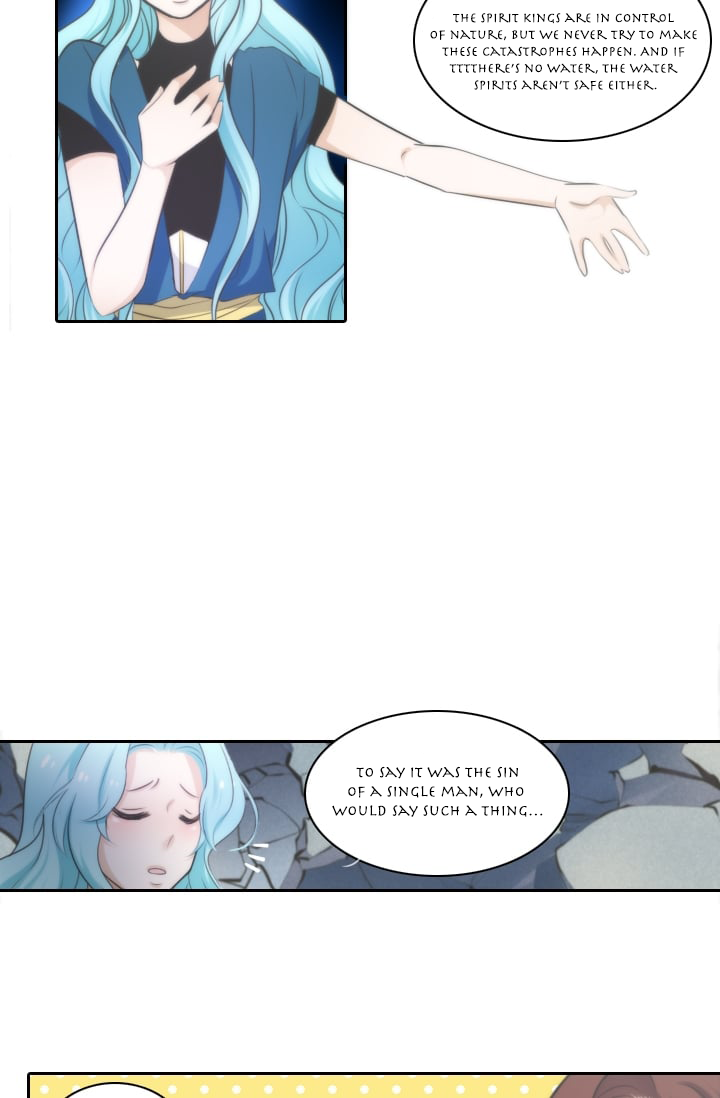 THE SPIRIT KINGS ARE IN CONTROL
OF NATURE, BUT WE NEVER TRY TO MAKE
THESE CATASTROPHES HAPPEN. AND IF
TTTTHERE'S NO WATER, THE WATER
SPIRITS AREN'T SAFE EITHER.
TO SAY IT WAS THE SIN
OF A SINGLE MAN, WHO
WOULD SAY SUCH A THING...